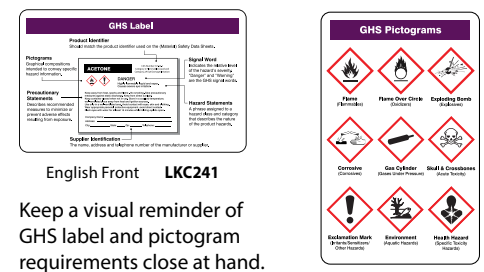 GHS Label
Product Identifier
Should match the product identifier used on the (Material) Safety Data Sheets.
Pictograms
Graphical compositions
intended to convey specific
hazard information.
Precautionary
Statements
Describes recommended
measures to minimize or
prevent adverse effects
resulting from exposure.
ACETONE
DANGER
Signal Word
Indicates the relative level
of the hazard's severity.
"Danger" and "Warning"
are the GHS signal words.
Hazard Statements
A phrase assigned to a
hazard class and category
that describes the nature
of the product hazards.
Supplier Identification
The name, address and telephone number of the manufacturer or supplier.
English Front LKC241
Keep a visual reminder of
GHS label and pictogram
requirements close at hand.
GHS Pictograms
Flame Flame Over Circle Exploding Bomb
(Flammables) (Oxidizers) (Explosives)
Corrosive Gas Cylinder Skull & Crossbones
(Corrosives) (Gases Under Pressure) (Acute Toxicity)
Exclamation Mark Environment Health Hazard
(Irritants/Sensitizers/ (Aquatic Hazards) (Specific Toxicity
Other Hazards) Hazards)